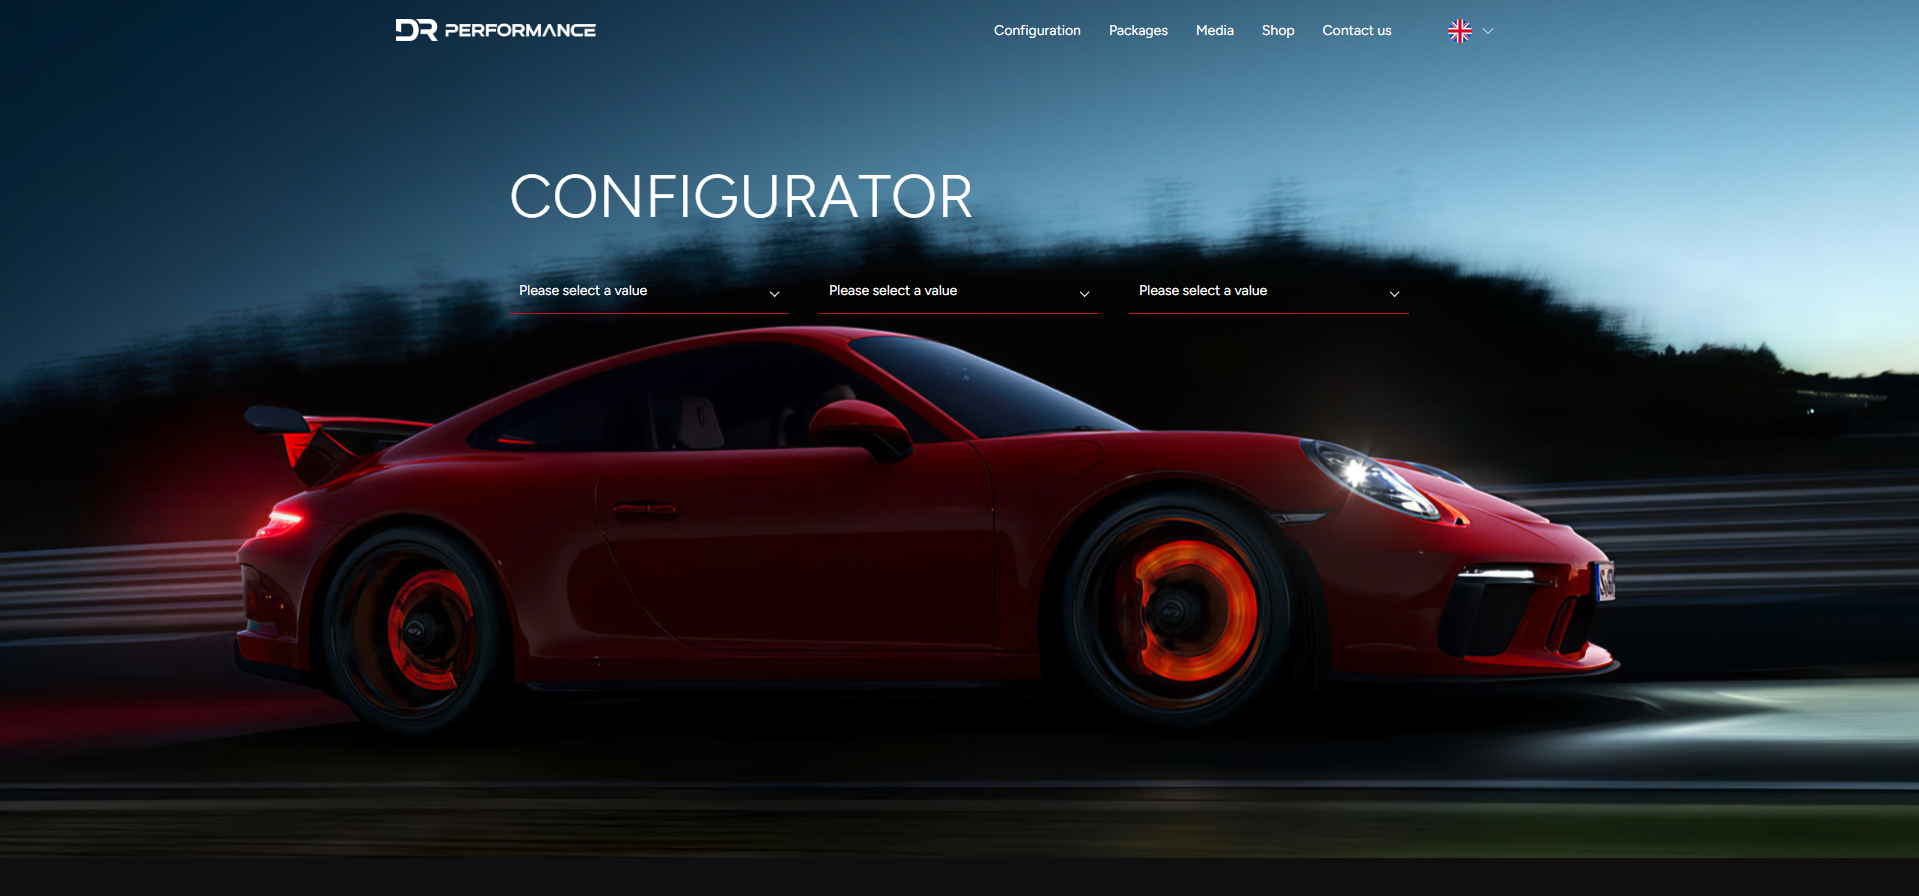 DR PERFORMANCE
Configuration
Packages
Media
Shop
Contact us
CONFIGURATOR
Please select a value
Please select a value
Please select a value